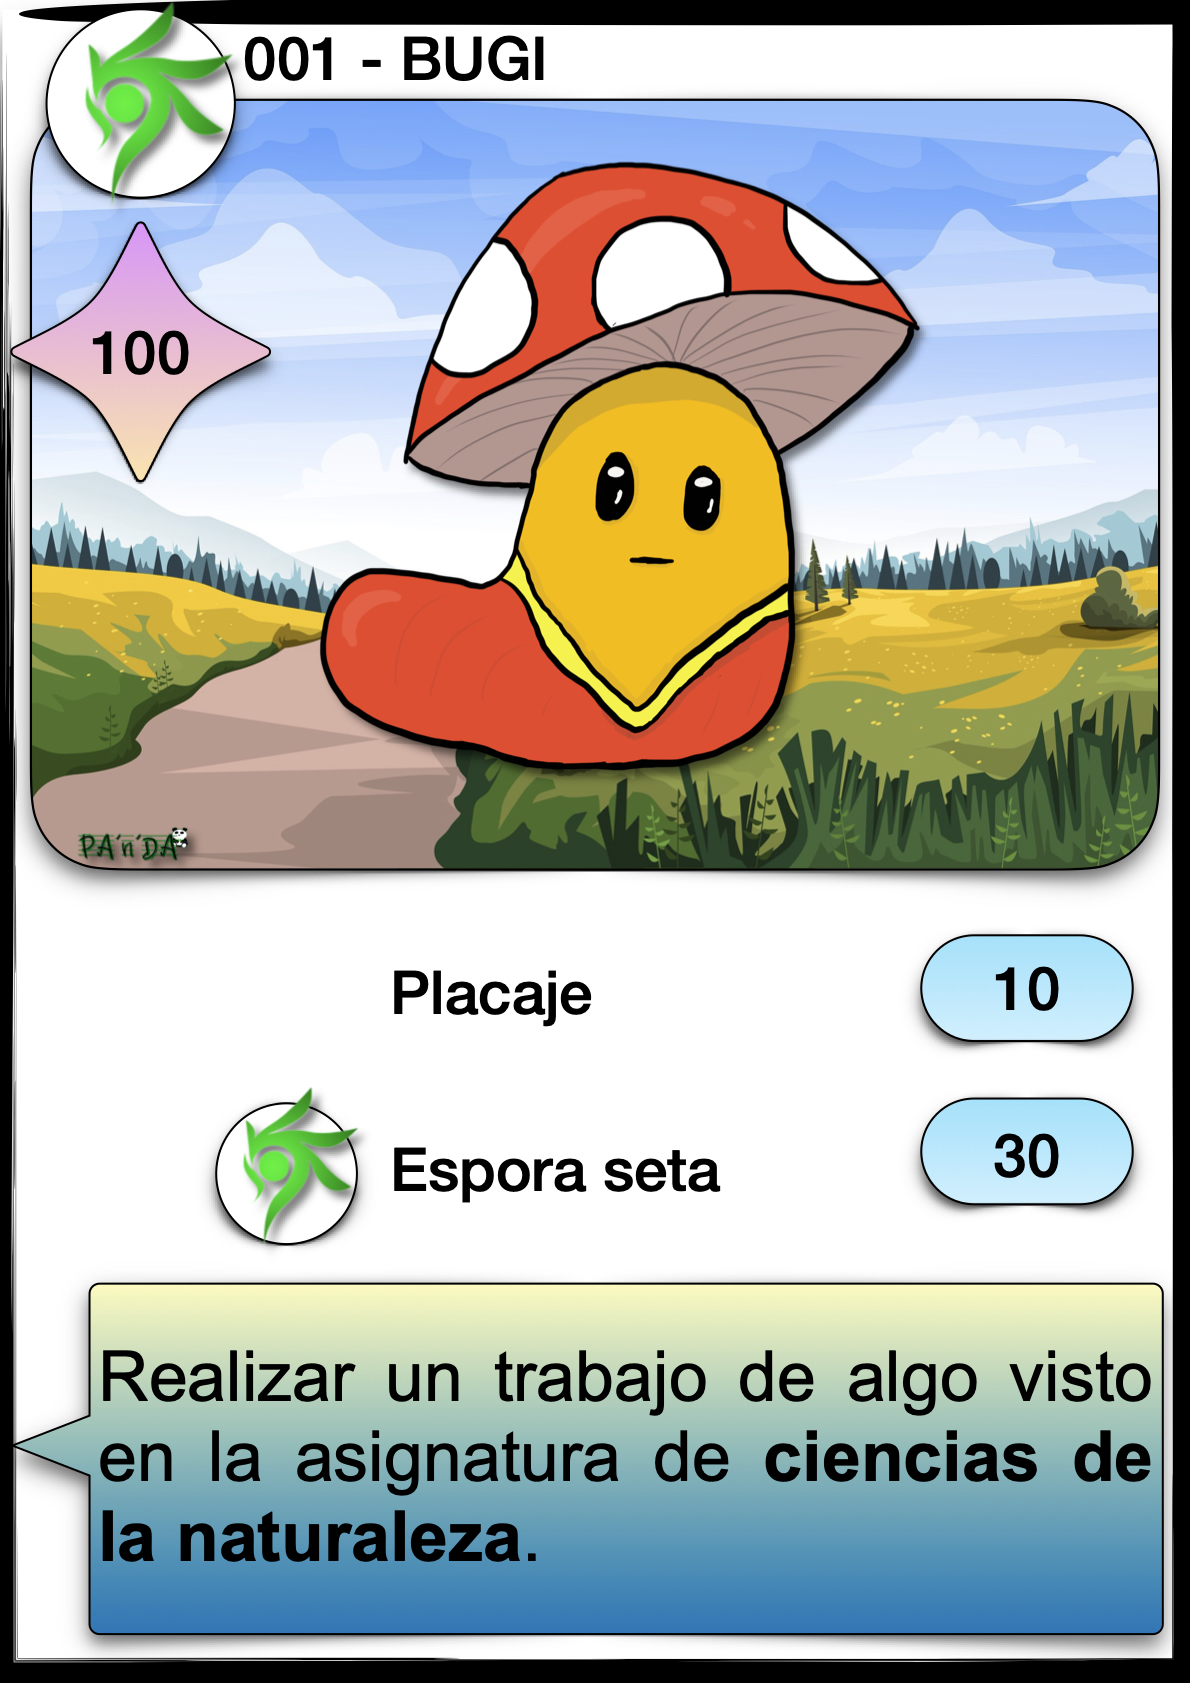 001 - BUGI
100
PA'n'DA
Placaje
10
Espora seta
30
Realizar un trabajo de algo visto
en la asignatura de ciencias de
la naturaleza.